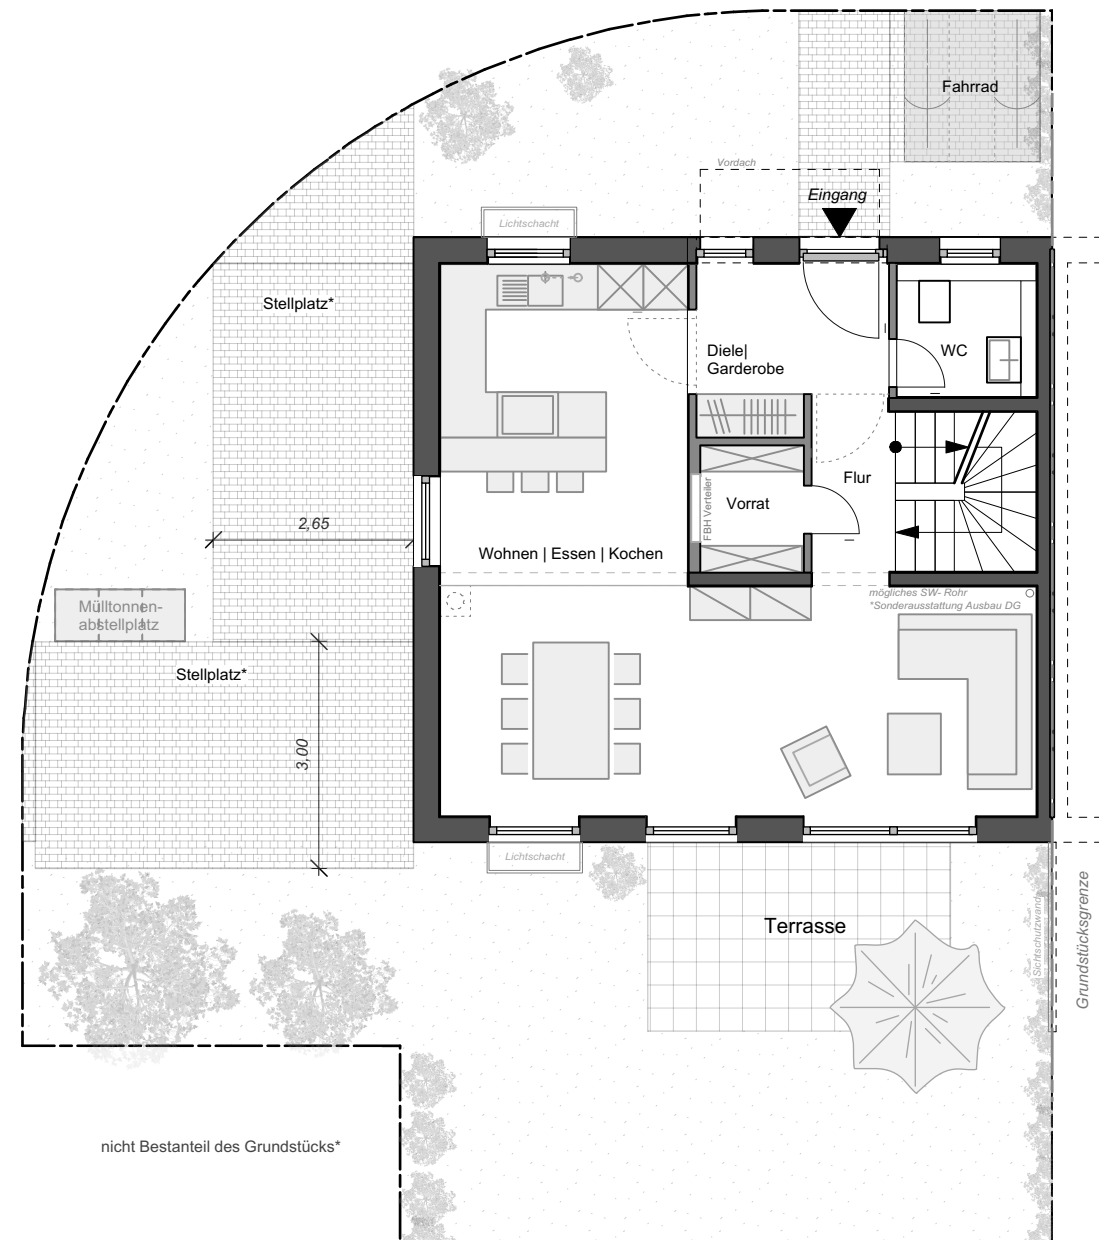 Fahrrad
Vordach
Eingang
Lichtschacht
Stellplatz*
Diele|
Garderobe
WC
Flur
FBH Verteiler
Vorrat
2,65
Wohnen | Essen | Kochen
mögliches SW- Rohr
*Sonderausstattung Ausbau DG
Mülltonnen-
abstellplatz
Stellplatz*
3,00
Lichtschacht
Terrasse
Sichtschutzwand
Grundstücksgrenze
nicht Bestanteil des Grundstücks*